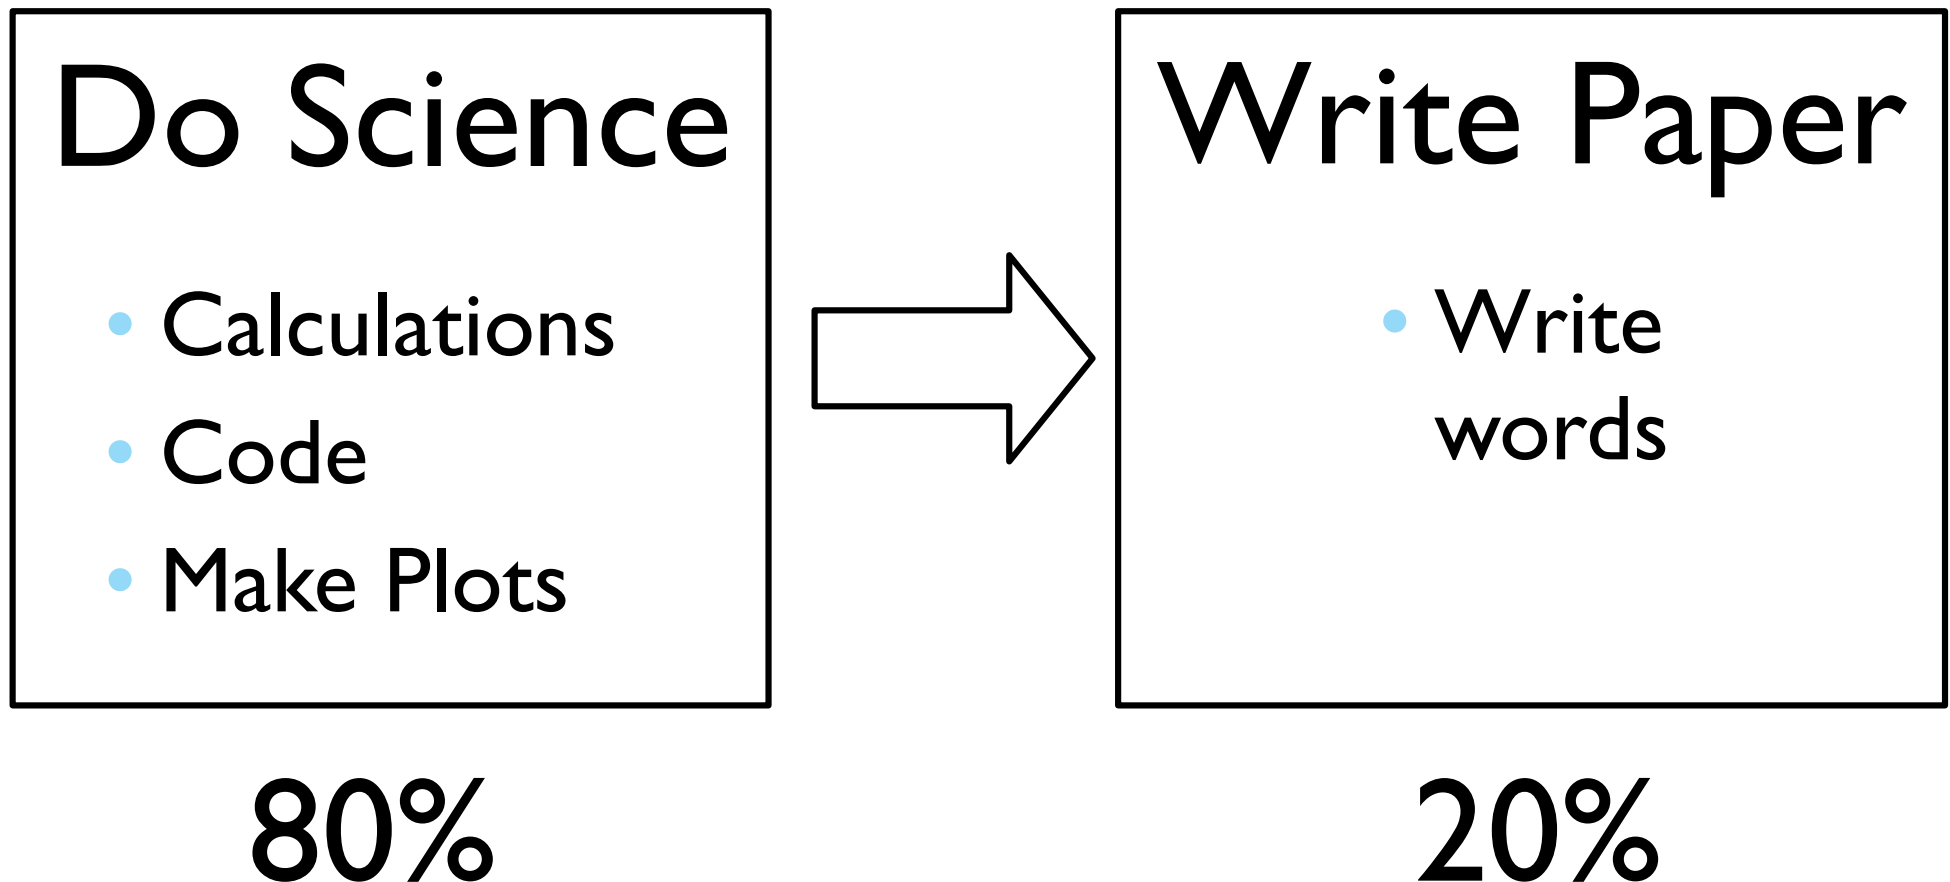 Do Science
• Calculations
• Code
• Make Plots
80%
Write Paper
• Write
words
20%